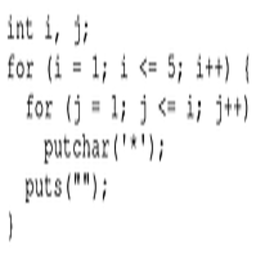 int i, j;
for (i = 1; i <= 5; i++) {
  for (j = 1; j <= i; j++)
    putchar('*');
  puts("");
}